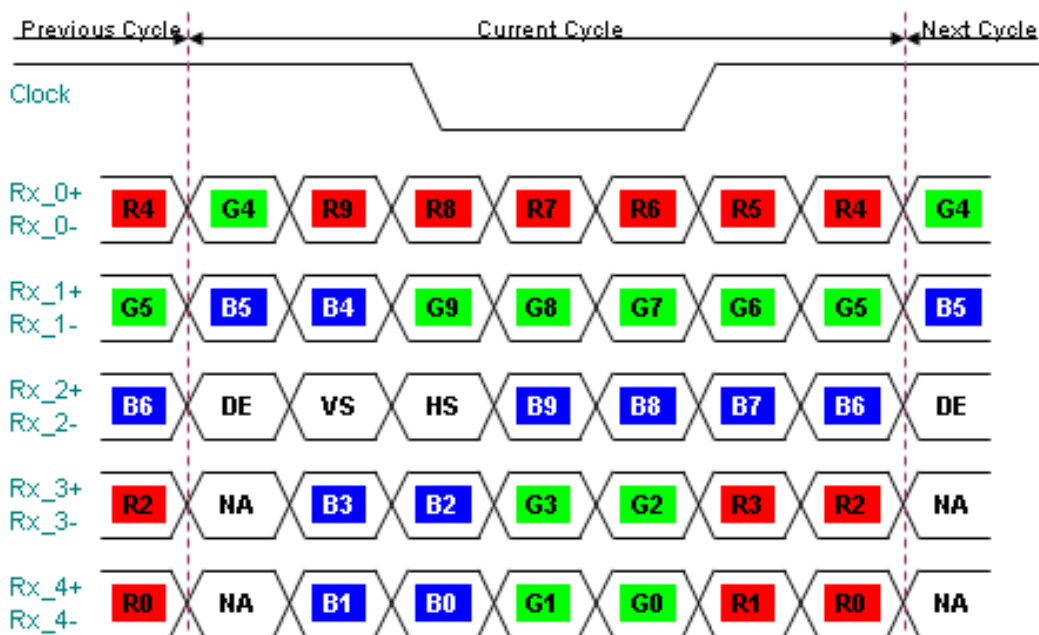 Previous Cycle Current Cycle Next Cycle
Clock
Rx_0+
R4 G4 R9 R8 R7 R6 R5 R4 G4
Rx_0-
Rx_1+
G5 B5 B4 G9 G8 G7 G6 G5 B5
Rx_1-
Rx_2+
B6 DE VS HS B9 B8 B7 B6 DE
Rx_2-
Rx_3+
R2 NA B3 B2 G3 G2 R3 R2 NA
Rx_3-
Rx_4+
R0 NA B1 B0 G1 G0 R1 R0 NA
Rx_4-